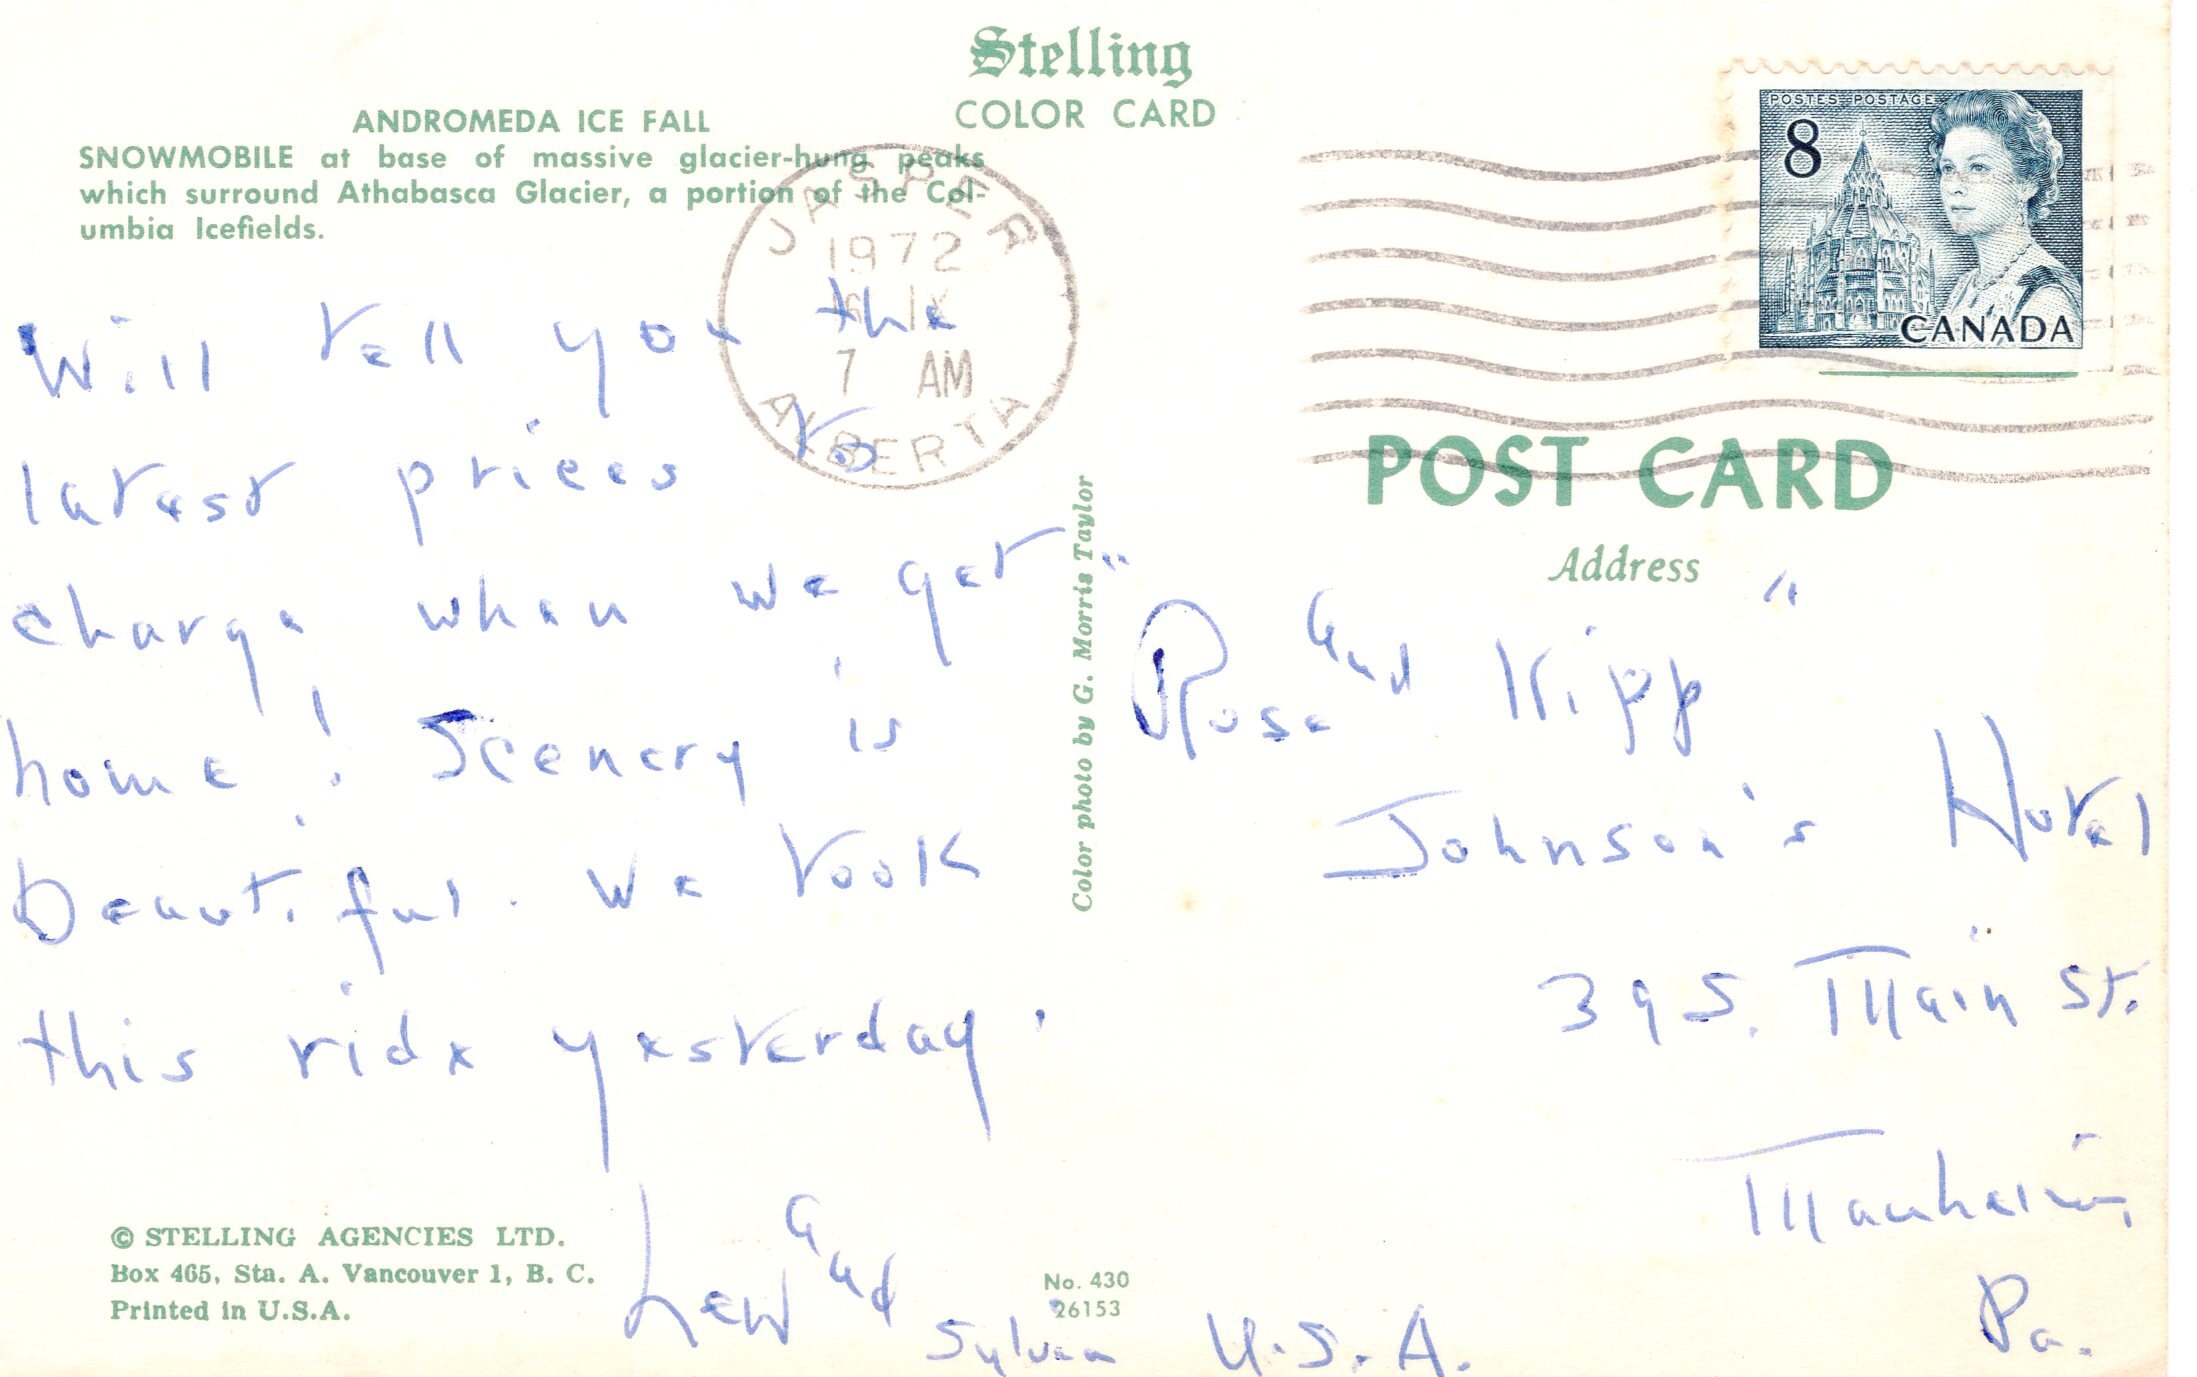 Stelling
COLOR CARD
ANDROMEDA ICE FALL
SNOWMOBILE at base of massive glacier-hung peaks
which surround Athabasca Glacier, a portion of the Col-
umbia Icefields.
JASPER
1972
IX
7 AM
ALBERTA
POSTES POSTAGE
8
CANADA
Will tell you the
latest prices to
charge when we get
home! Scenery is
beautiful. We took
this ride yesterday.
Lew and
Sylvia
Color photo by G. Morris Taylor
POST CARD
Address
"Rose and Kipp"
Johnson's Hotel
39 S. Main St.
Manheim,
Pa.
U.S.A.
© STELLING AGENCIES LTD.
Box 465, Sta. A. Vancouver 1, B. C.
Printed in U.S.A.
No. 430
26153